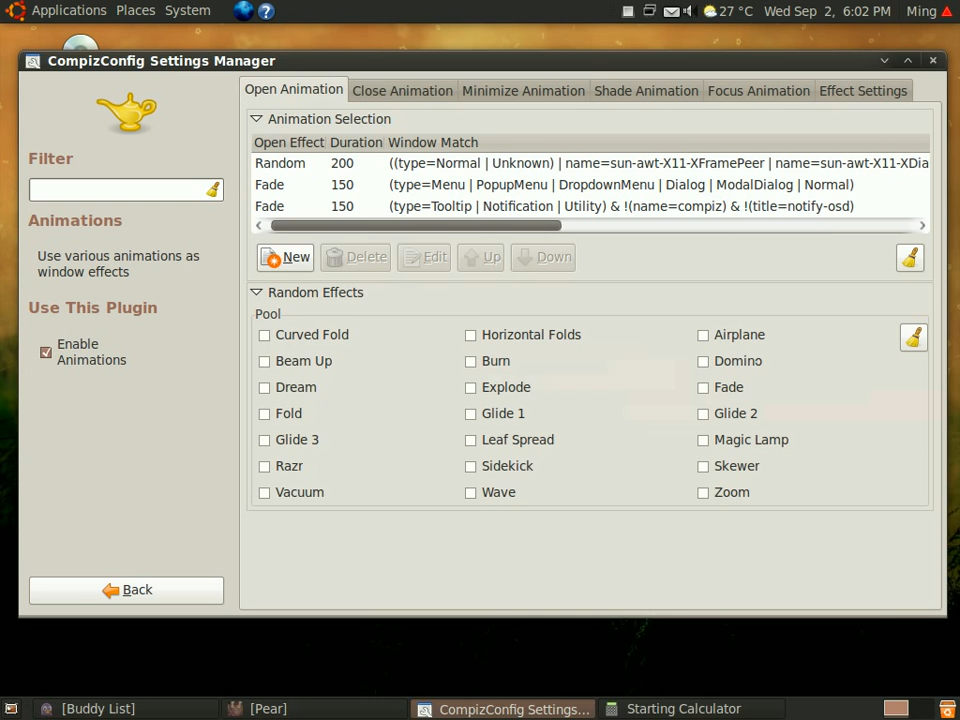 Applications Places System 27 °C Wed Sep 2, 6:02 PM Ming
CompizConfig Settings Manager
Open Animation Close Animation Minimize Animation Shade Animation Focus Animation Effect Settings
Filter
Animations
Use various animations as
window effects
Use This Plugin
Enable
Animations
Back
Animation Selection
Open Effect Duration Window Match
Random 200 ((type=Normal | Unknown) | name=sun-awt-X11-XFramePeer | name=sun-awt-X11-XDia
Fade 150 (type=Menu | PopupMenu | DropdownMenu | Dialog | ModalDialog | Normal)
Fade 150 (type=Tooltip | Notification | Utility) & !(name=compiz) & !(title=notify-osd)
New Delete Edit Up Down
Random Effects
Pool
Curved Fold Horizontal Folds Airplane
Beam Up Burn Domino
Dream Explode Fade
Fold Glide 1 Glide 2
Glide 3 Leaf Spread Magic Lamp
Razr Sidekick Skewer
Vacuum Wave Zoom
[Buddy List] [Pear] CompizConfig Settings... Starting Calculator